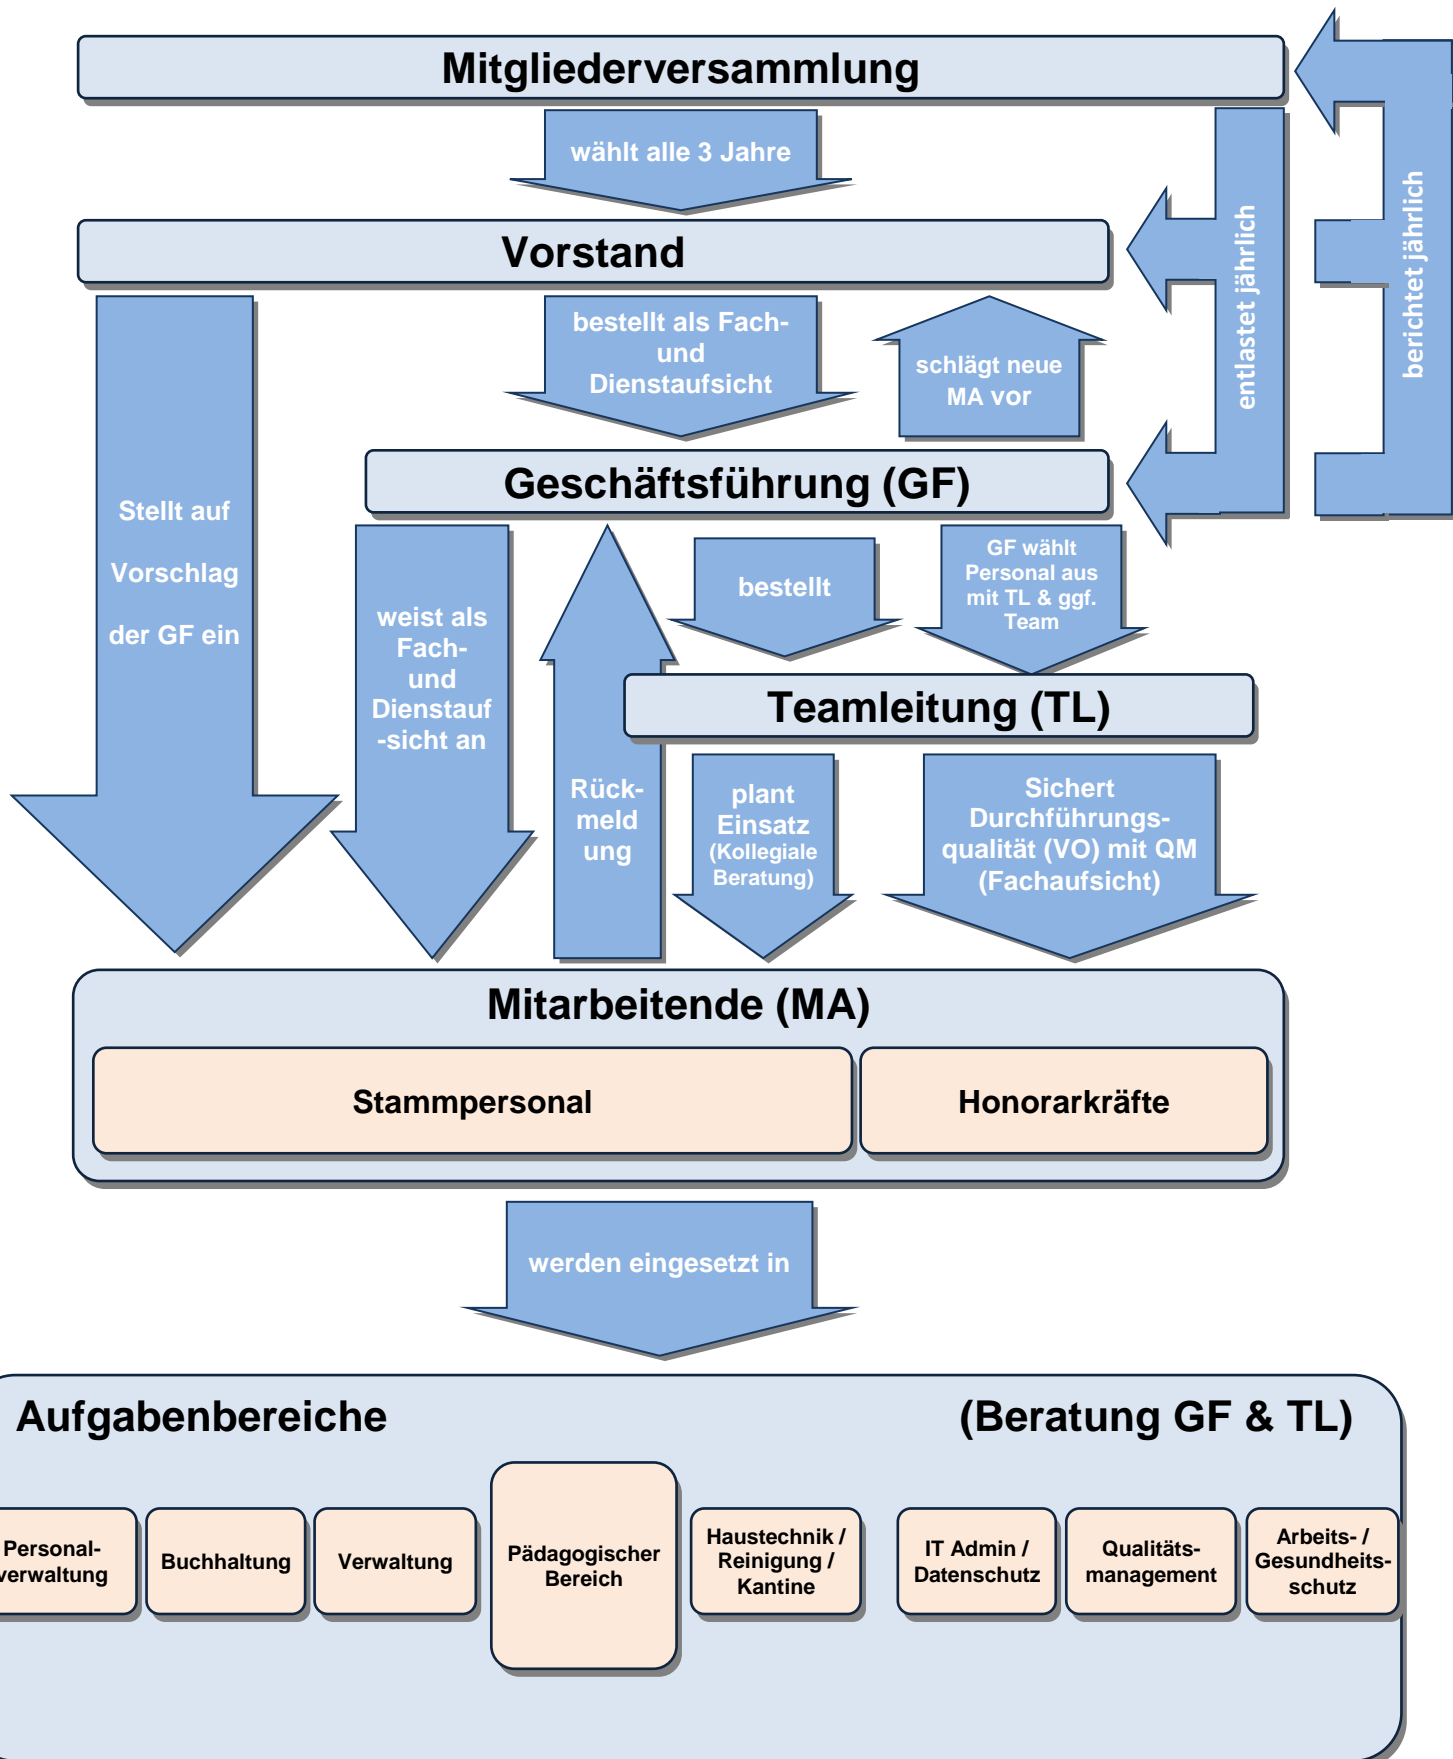 Mitgliederversammlung
wählt alle 3 Jahre
Vorstand
entlastet jährlich
berichtet jährlich
bestellt als Fach-
und
Dienstaufsicht
schlägt neue
MA vor
Geschäftsführung (GF)
Stellt auf
Vorschlag
der GF ein
weist als
Fach-
und
Dienstauf
-sicht an
Rück-
meld
ung
bestellt
GF wählt
Personal aus
mit TL & ggf.
Team
Teamleitung (TL)
plant
Einsatz
(Kollegiale
Beratung)
Sichert
Durchführungs-
qualität (VO) mit QM
(Fachaufsicht)
Mitarbeitende (MA)
Stammpersonal
Honorarkräfte
werden eingesetzt in
Aufgabenbereiche
(Beratung GF & TL)
Personal-
verwaltung
Buchhaltung
Verwaltung
Pädagogischer
Bereich
Haustechnik /
Reinigung /
Kantine
IT Admin /
Datenschutz
Qualitäts-
management
Arbeits- /
Gesundheits-
schutz